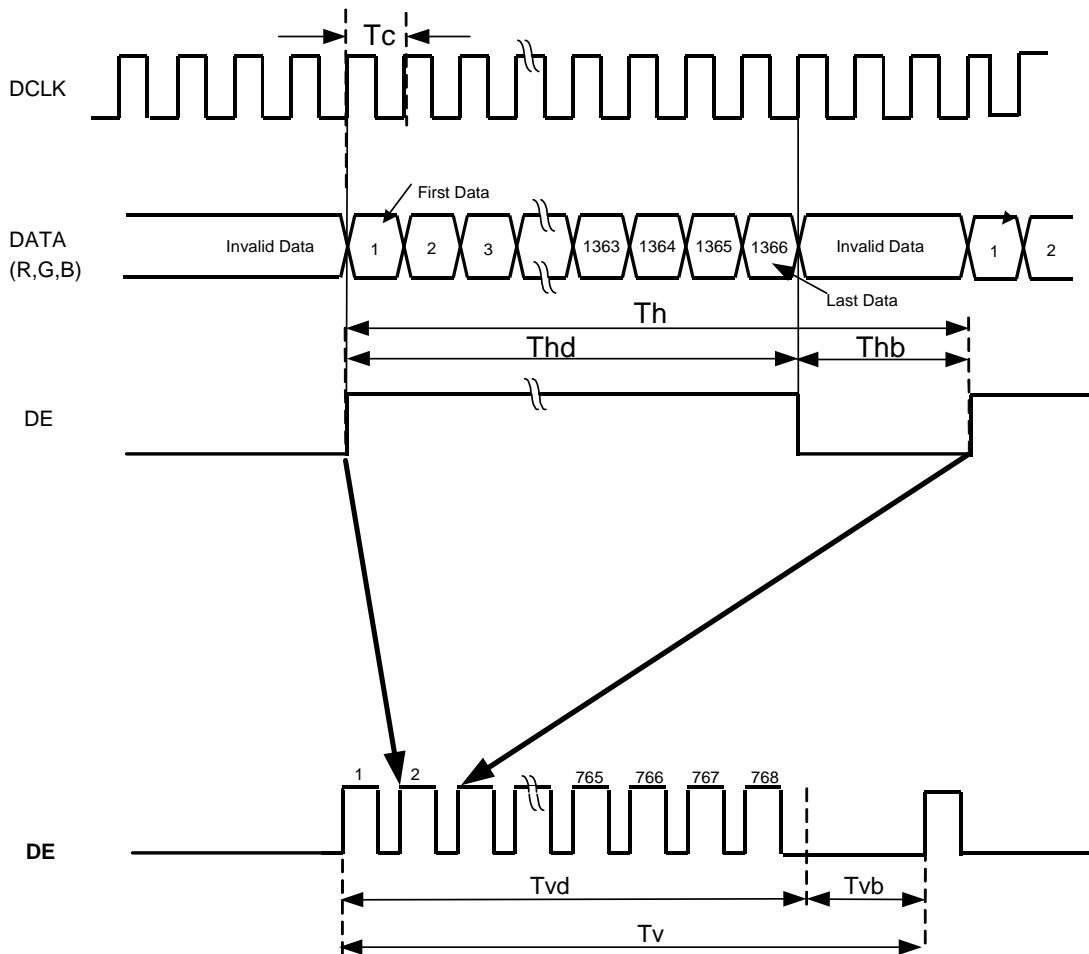 Tc
DCLK
First Data
DATA
(R,G,B)
Invalid Data
1
2
3
1363
1364
1365
1366
Invalid Data
1
2
Last Data
Th
Thd
Thb
DE
1
2
765
766
767
768
DE
Tvd
Tvb
Tv